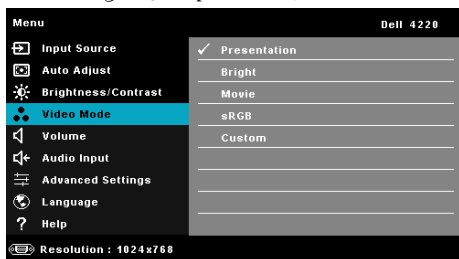 Menu Dell 4220
Input Source
Auto Adjust
Brightness/Contrast
Video Mode
Volume
Audio Input
Advanced Settings
Language
? Help
Resolution : 1024x768
✓ Presentation
Bright
Movie
sRGB
Custom